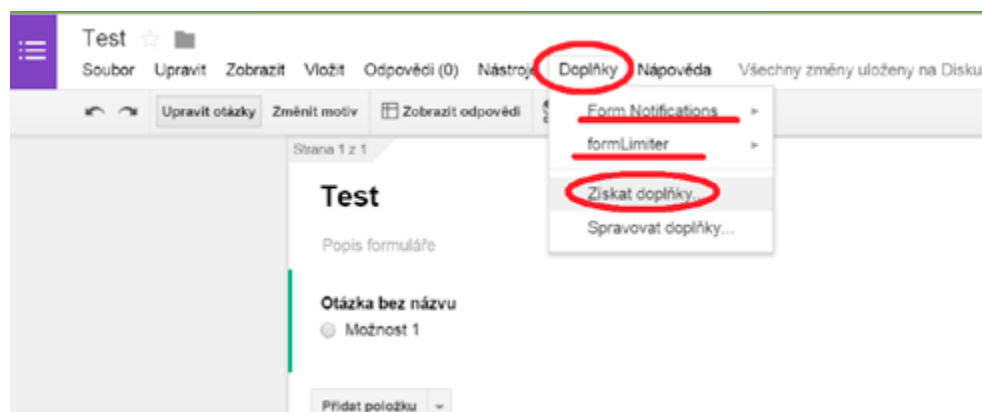 Test
Soubor Upravit Zobrazit Vložit Odpovědi (0) Nástroje Doplňky Nápověda Všechny změny uloženy na Disku
Upravit otázky Změnit motiv Zobrazit odpovědi
Form Notifications
formLimiter
Získat doplňky...
Spravovat doplňky...
Strana 1 z 1
Test
Popis formuláře
Otázka bez názvu
Možnost 1
Přidat položku